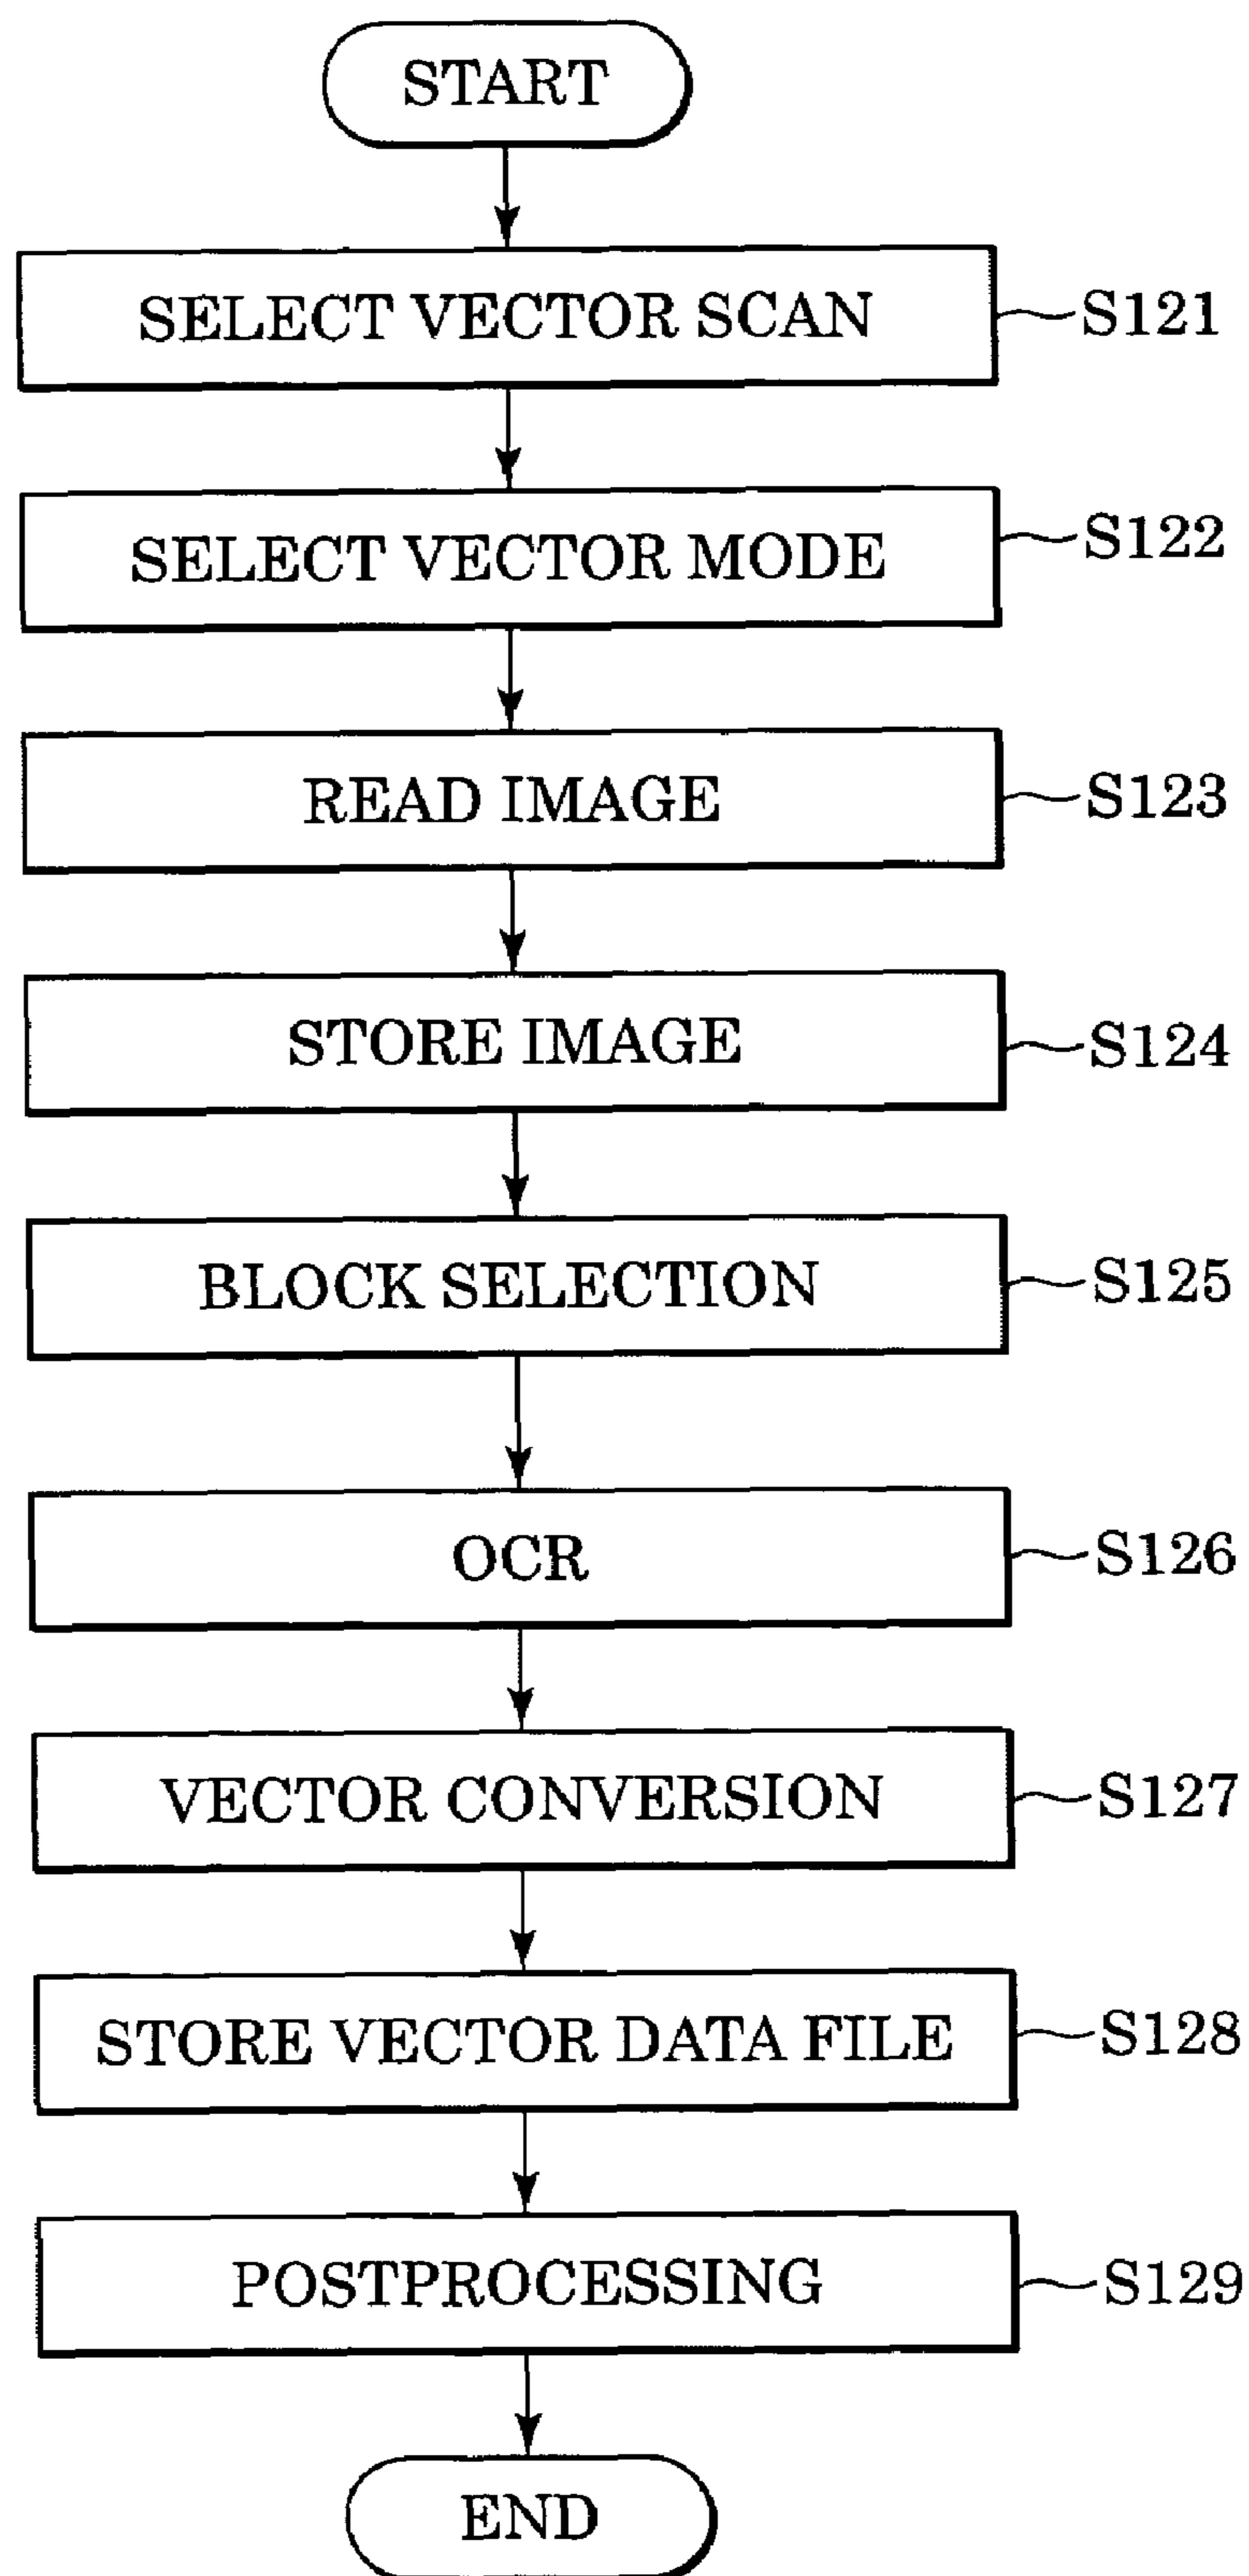 START
SELECT VECTOR SCAN S121
SELECT VECTOR MODE S122
READ IMAGE S123
STORE IMAGE S124
BLOCK SELECTION S125
OCR S126
VECTOR CONVERSION S127
STORE VECTOR DATA FILE S128
POSTPROCESSING S129
END